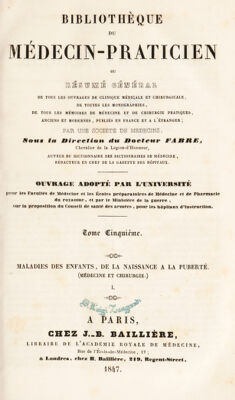 BIBLIOTHÈQUE
DU
MÉDECIN-PRATICIEN
OU
RÉSUMÉ GÉNÉRAL
DE TOUS LES OUVRAGES DE CLINIQUE MÉDICALE ET CHIRURGICALE,
DE TOUTES LES MONOGRAPHIES,
DE TOUS LES MÉMOIRES DE MÉDECINE ET DE CHIRURGIE PRATIQUES,
ANCIENS ET MODERNES, PUBLIÉS EN FRANCE ET A L'ÉTRANGER;
PAR UNE SOCIÉTÉ DE MÉDECINS,
Sous la Direction du Docteur FABRE,
Chevalier de la Légion-d'Honneur,
AUTEUR DU DICTIONNAIRE DES DICTIONNAIRES DE MÉDECINE,
RÉDACTEUR EN CHEF DE LA GAZETTE DES HÔPITAUX.
OUVRAGE ADOPTÉ PAR L'UNIVERSITÉ
pour les Facultés de Médecine et les Écoles préparatoires de Médecine et de Pharmacie
du royaume, et par le Ministère de la guerre,
sur la proposition du Conseil de santé des armées, pour les hôpitaux d'instruction.
Tome Cinquième.
MALADIES DES ENFANTS, DE LA NAISSANCE A LA PUBERTÉ.
(MÉDECINE ET CHIRURGIE.)
I.
A PARIS,
CHEZ J.-B. BAILLIÈRE,
LIBRAIRE DE L'ACADÉMIE ROYALE DE MÉDECINE,
Rue de l'École-de-Médecine, 17;
à Londres, chez H. Baillière, 219, Regent-Street.
1847.